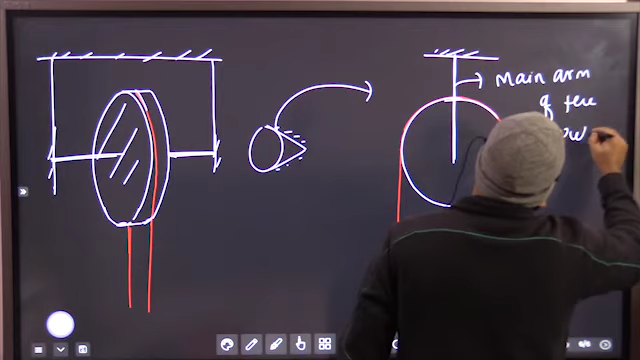 Main arm
of the